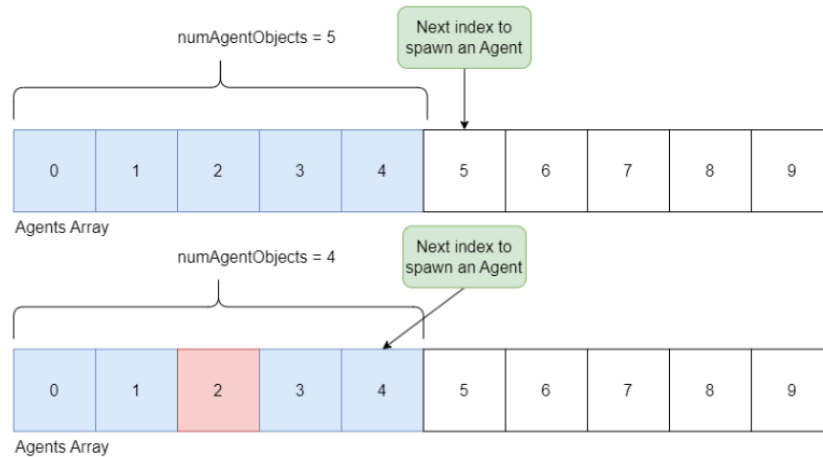 numAgentObjects = 5
Next index to
spawn an Agent
0 1 2 3 4 5 6 7 8 9
Agents Array
numAgentObjects = 4
Next index to
spawn an Agent
0 1 2 3 4 5 6 7 8 9
Agents Array